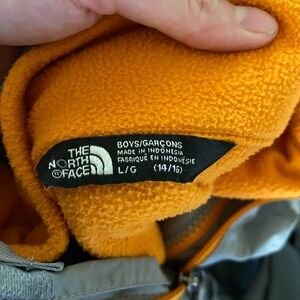 THE
NORTH
FACE
BOYS/GARÇONS
MADE IN INDONESIA
FABRIQUÉ EN INDONÉSIE
L/G (14/16)